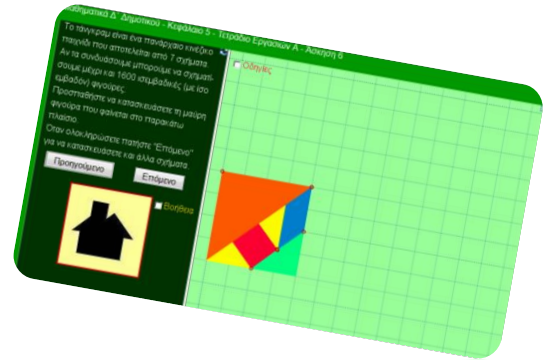 Μαθηματικά Δ΄ Δημοτικού - Κεφάλαιο 5 - Τετράδιο Εργασιών Α - Άσκηση 6
Το τάνγκραμ είναι ένα πανάρχαιο κινέζικο
παιχνίδι που αποτελείται από 7 σχήματα.
Αν τα συνδυάσουμε μπορούμε να σχηματί-
σουμε μέχρι και 1600 ισεμβαδικές (με ίσο
εμβαδον) φιγούρες.
Προσπαθήστε να κατασκευάσετε τη μαύρη
φιγούρα που φαίνεται στο παρακάτω
πλαίσιο.
Όταν ολοκληρώσετε πατήστε "Επόμενο"
για να κατασκευάσετε και άλλα σχήματα.
Προηγούμενο
Επόμενο
Βοήθεια
Οδηγίες